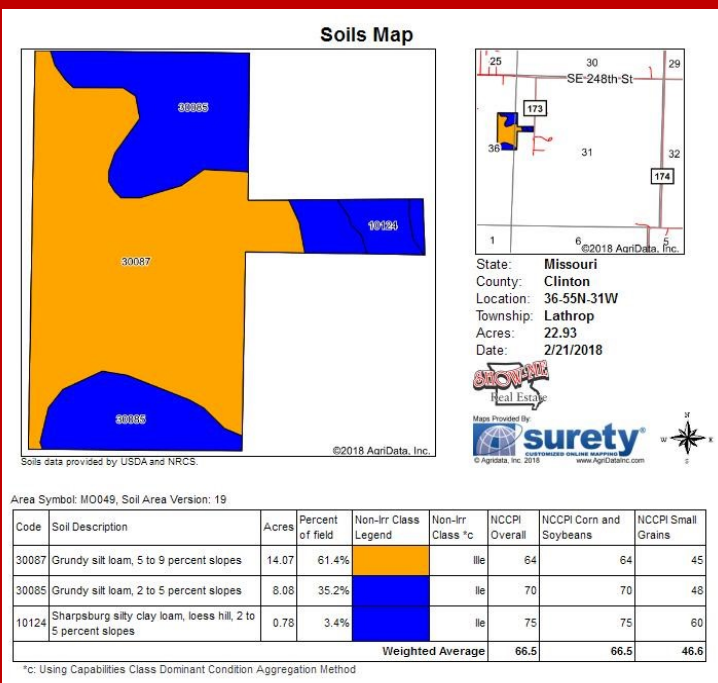 Soils Map
30085
30087
10124
30085
©2018 AgriData, Inc.
Soils data provided by USDA and NRCS.
25 30 29
SE 248th St
173
36 31 32
174
1 6 5
©2018 AgriData, Inc.
State: Missouri
County: Clinton
Location: 36-55N-31W
Township: Lathrop
Acres: 22.93
Date: 2/21/2018
SHOW-ME
Real Estate
Maps Provided By:
surety®
CUSTOMIZED ONLINE MAPPING
© Agridata, Inc. 2018 www.AgriDataInc.com
N
W E
S
Area Symbol: MO049, Soil Area Version: 19
Code Soil Description Acres Percent of field Non-Irr Class Legend Non-Irr Class *c NCCPI Overall NCCPI Corn and Soybeans NCCPI Small Grains
30087 Grundy silt loam, 5 to 9 percent slopes 14.07 61.4% IIIe 64 64 45
30085 Grundy silt loam, 2 to 5 percent slopes 8.08 35.2% IIe 70 70 48
10124 Sharpsburg silty clay loam, loess hill, 2 to 5 percent slopes 0.78 3.4% IIe 75 75 60
Weighted Average 66.5 66.5 46.6
*c: Using Capabilities Class Dominant Condition Aggregation Method